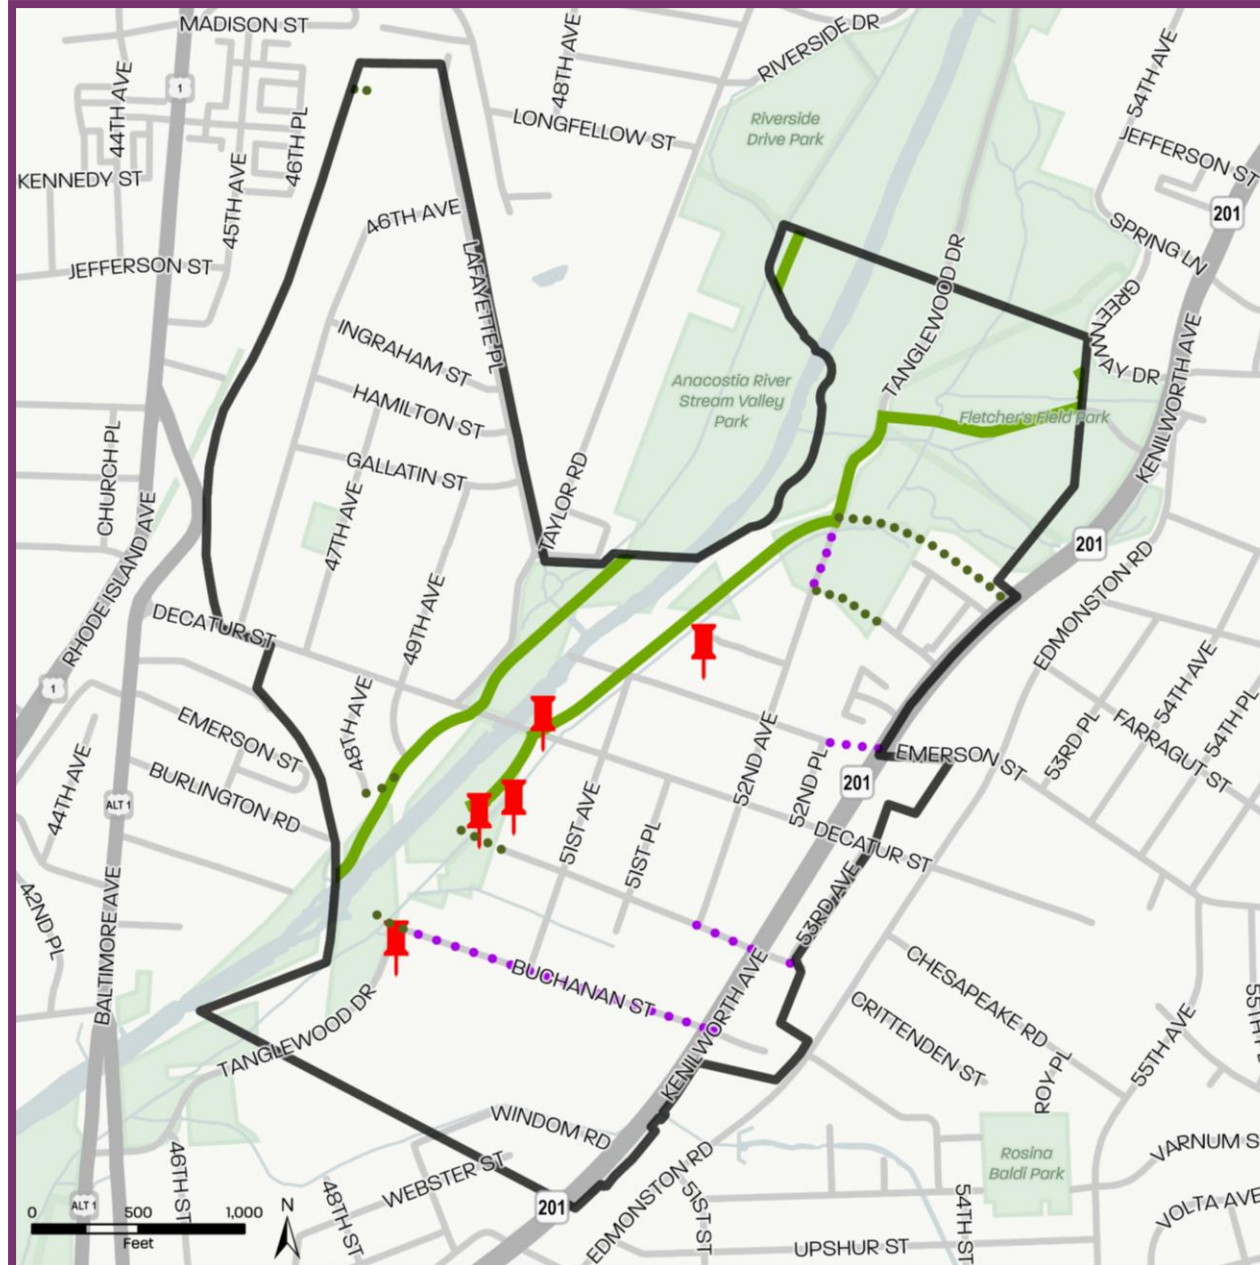 MADISON ST
48TH AVE
RIVERSIDE DR
54TH AVE
44TH AVE
1
46TH PL
LONGFELLOW ST
Riverside
Drive Park
JEFFERSON ST
KENNEDY ST
45TH AVE
46TH AVE
201
SPRING LN
JEFFERSON ST
LAFAYETTE PL
TANGLEWOOD DR
GREENWAY DR
INGRAHAM ST
HAMILTON ST
Anacostia River
Stream Valley
Park
Fletcher's Field Park
KENILWORTH AVE
CHURCH PL
GALLATIN ST
47TH AVE
TAYLOR RD
RHODE ISLAND AVE
201
EDMONSTON RD
DECATUR ST
49TH AVE
1
48TH AVE
EMERSON ST
BURLINGTON RD
44TH AVE
ALT 1
52ND AVE
52ND PL
EMERSON ST
201
53RD PL
54TH AVE
54TH PL
FARRAGUT ST
DECATUR ST
51ST AVE
51ST PL
53RD AVE
42ND PL
BALTIMORE AVE
BUCHANAN ST
KENILWORTH AVE
CHESAPEAKE RD
CRITTENDEN ST
TANGLEWOOD DR
55TH AVE
ROY PL
WINDOM RD
WEBSTER ST
46TH ST
48TH ST
EDMONSTON RD
51ST ST
54TH ST
Rosina
Baldi Park
VARNUM S
VOLTA AVE
UPSHUR ST
ALT 1
201
0 500 1,000
Feet
N